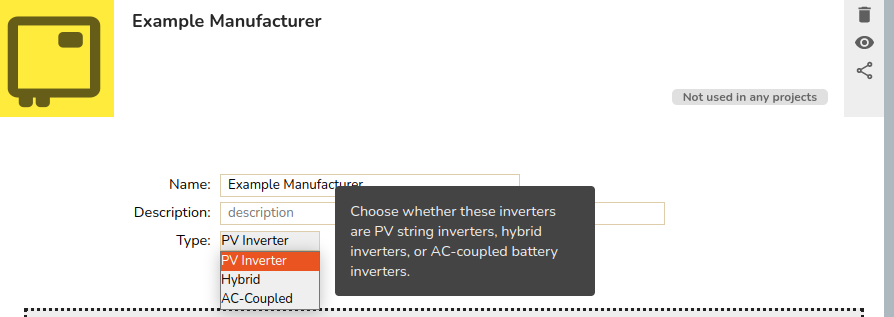 Example Manufacturer
Not used in any projects
Name: Example Manufacturer
Description: description
Type: PV Inverter
PV Inverter
Hybrid
AC-Coupled
Choose whether these inverters
are PV string inverters, hybrid
inverters, or AC-coupled battery
inverters.